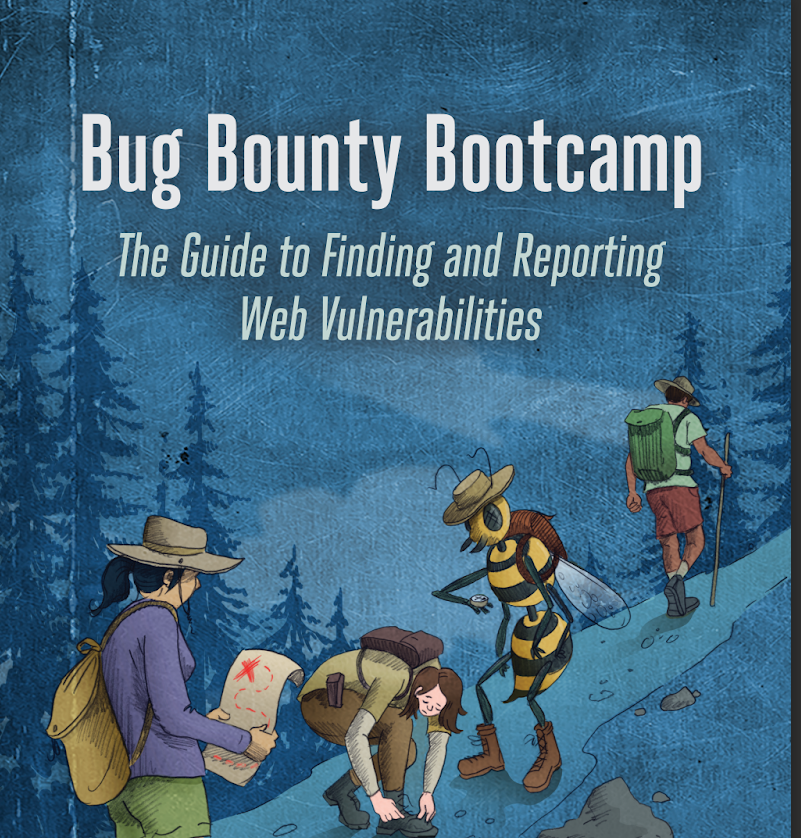 Bug Bounty Bootcamp
The Guide to Finding and Reporting
Web Vulnerabilities